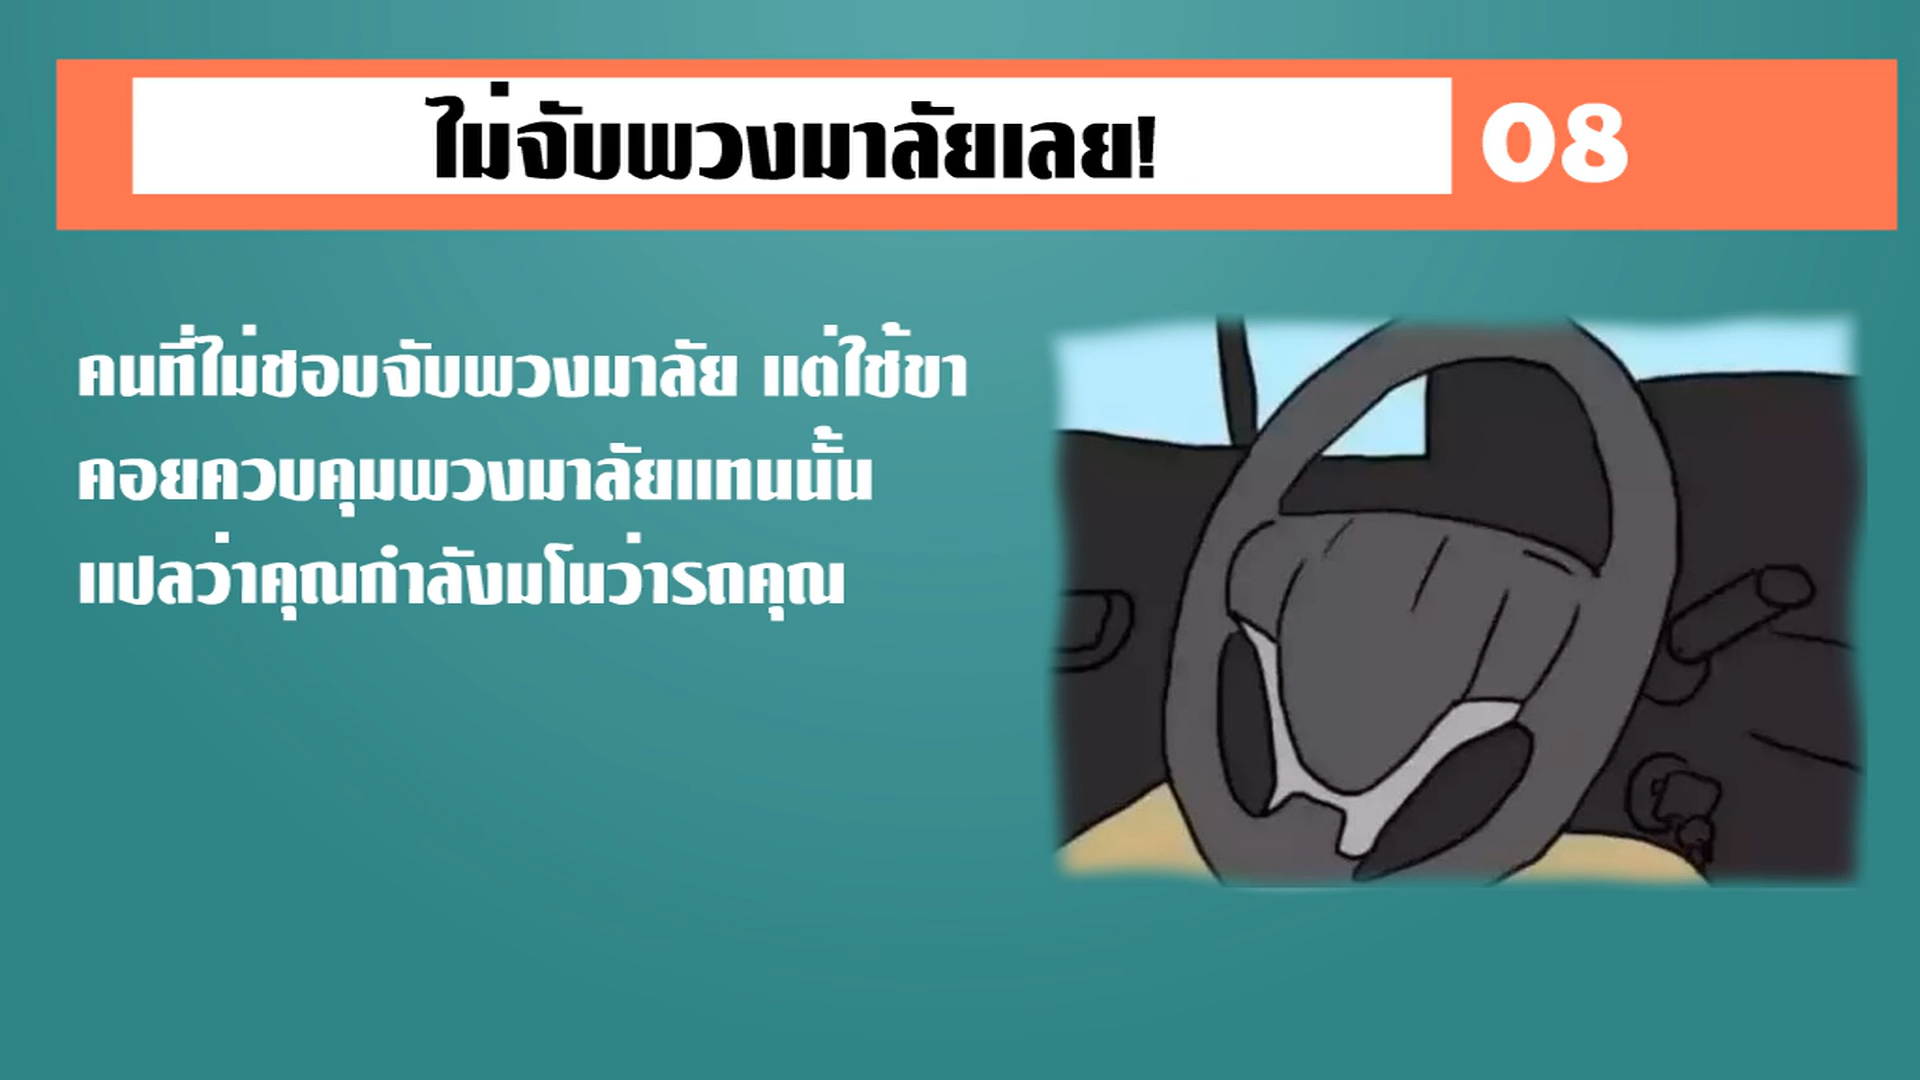 ไม่จับพวงมาลัยเลย!
08
คนที่ไม่ชอบจับพวงมาลัย แต่ใช้ขา
คอยควบคุมพวงมาลัยแทนนั้น
แปลว่าคุณกำลังมโนว่ารถคุณ